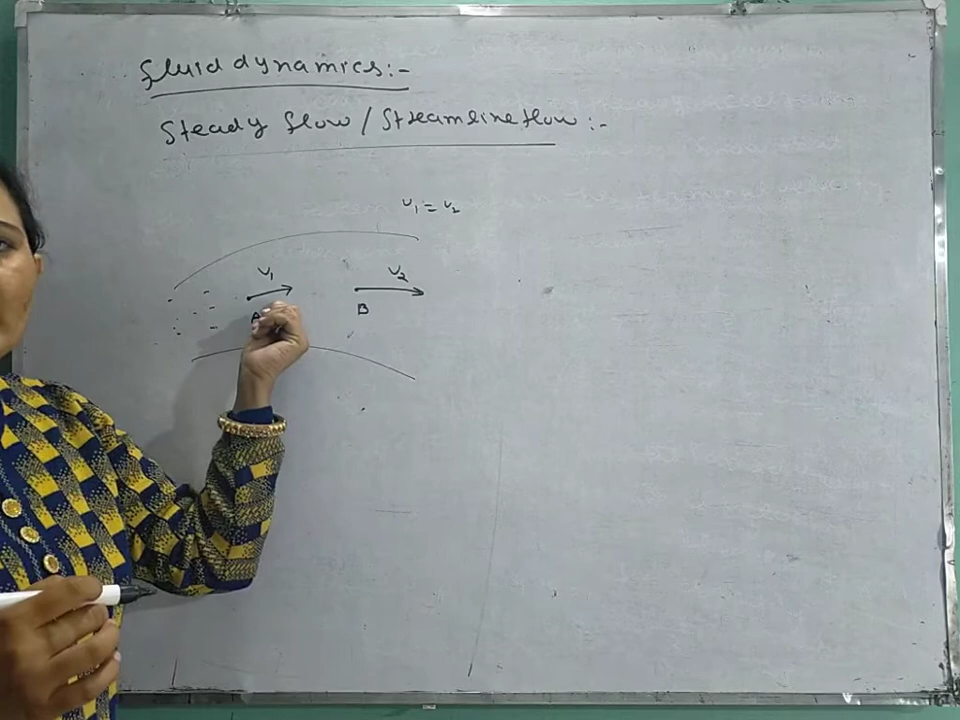 Fluid dynamics:-
Steady flow / Streamline flow :-
v₁ = v₂
v₁ v₂
A B